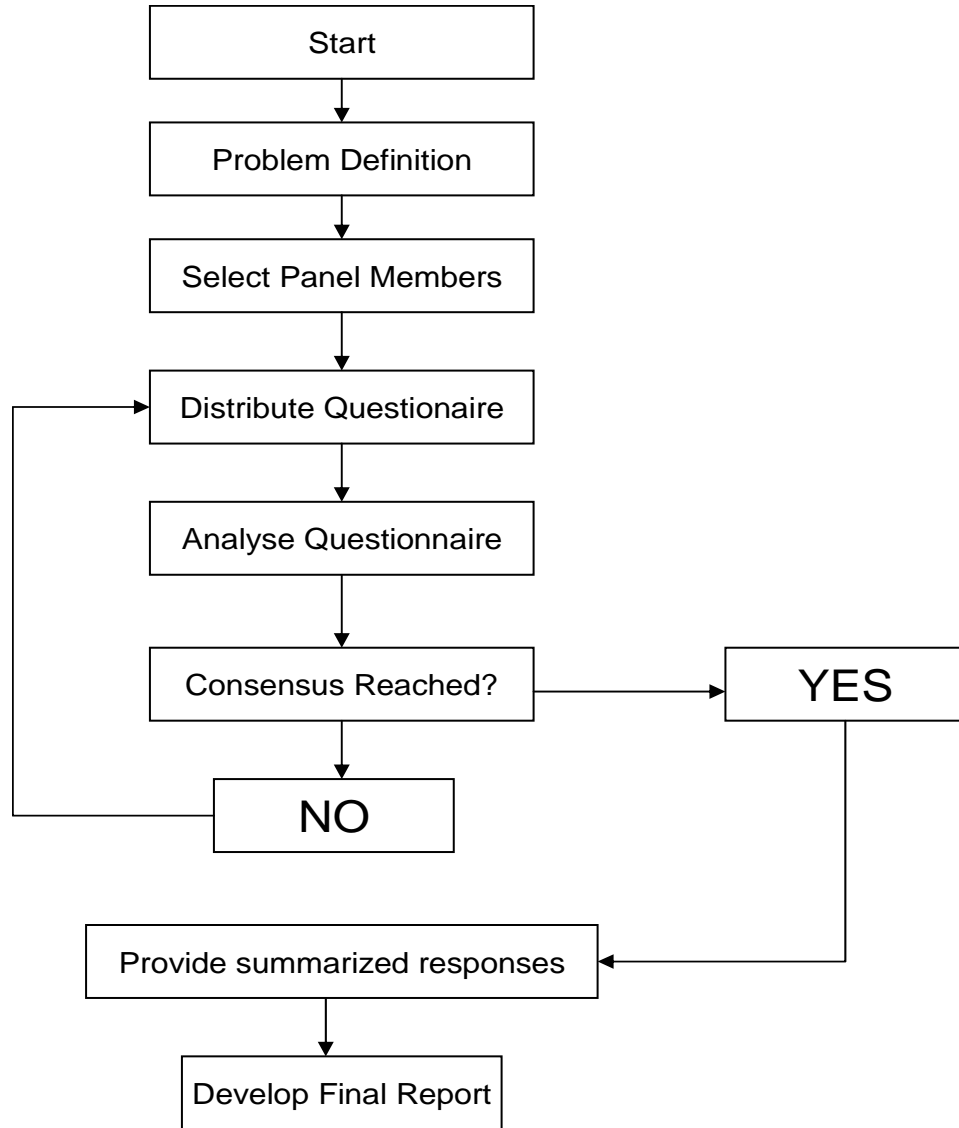 Start
Problem Definition
Select Panel Members
Distribute Questionaire
Analyse Questionnaire
Consensus Reached?
YES
NO
Provide summarized responses
Develop Final Report